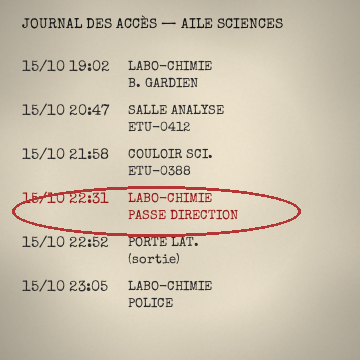 JOURNAL DES ACCÈS — AILE SCIENCES
15/10 19:02 LABO-CHIMIE
B. GARDIEN
15/10 20:47 SALLE ANALYSE
ETU-0412
15/10 21:58 COULOIR SCI.
ETU-0388
15/10 22:31 LABO-CHIMIE
PASSE DIRECTION
15/10 22:52 PORTE LAT.
(sortie)
15/10 23:05 LABO-CHIMIE
POLICE